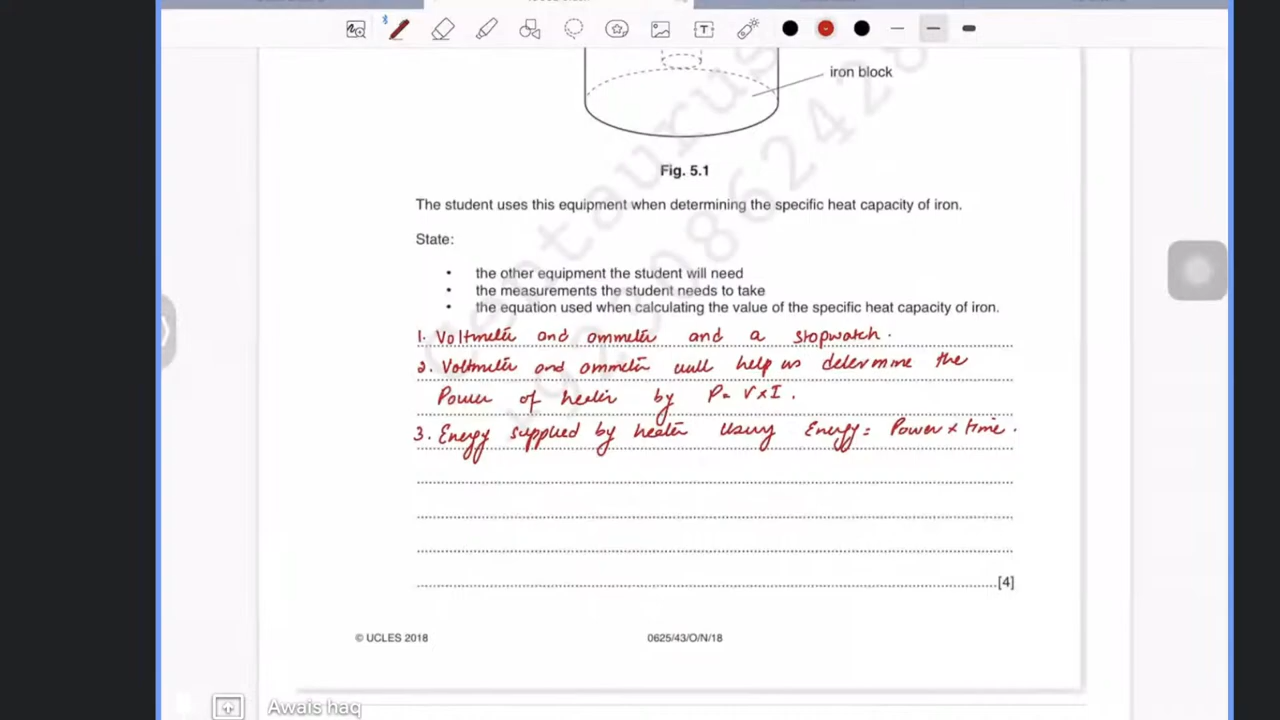 iron block
Fig. 5.1
The student uses this equipment when determining the specific heat capacity of iron.
State:
• the other equipment the student will need
• the measurements the student needs to take
• the equation used when calculating the value of the specific heat capacity of iron.
1. Voltmeter and ammeter and a stopwatch.
2. Voltmeter and ammeter will help us determine the
Power of heater by P = V × I.
3. Energy supplied by heater using Energy = Power × time.
[4]
© UCLES 2018
0625/43/O/N/18
Awais haq